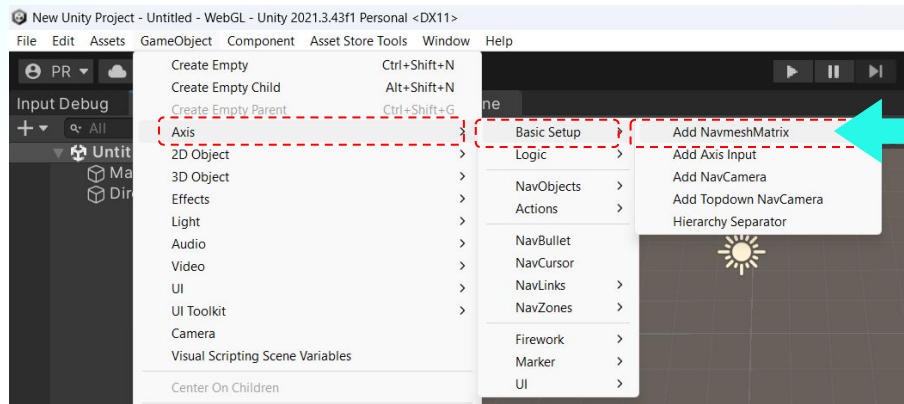 New Unity Project - Untitled - WebGL - Unity 2021.3.43f1 Personal <DX11>
File Edit Assets GameObject Component Asset Store Tools Window Help
PR
Input Debug
ne
All
Untit
Ma
Dir
Create Empty Ctrl+Shift+N
Create Empty Child Alt+Shift+N
Create Empty Parent Ctrl+Shift+G
Axis
2D Object
3D Object
Effects
Light
Audio
Video
UI
UI Toolkit
Camera
Visual Scripting Scene Variables
Center On Children
Basic Setup
Logic
NavObjects
Actions
NavBullet
NavCursor
NavLinks
NavZones
Firework
Marker
UI
Add NavmeshMatrix
Add Axis Input
Add NavCamera
Add Topdown NavCamera
Hierarchy Separator